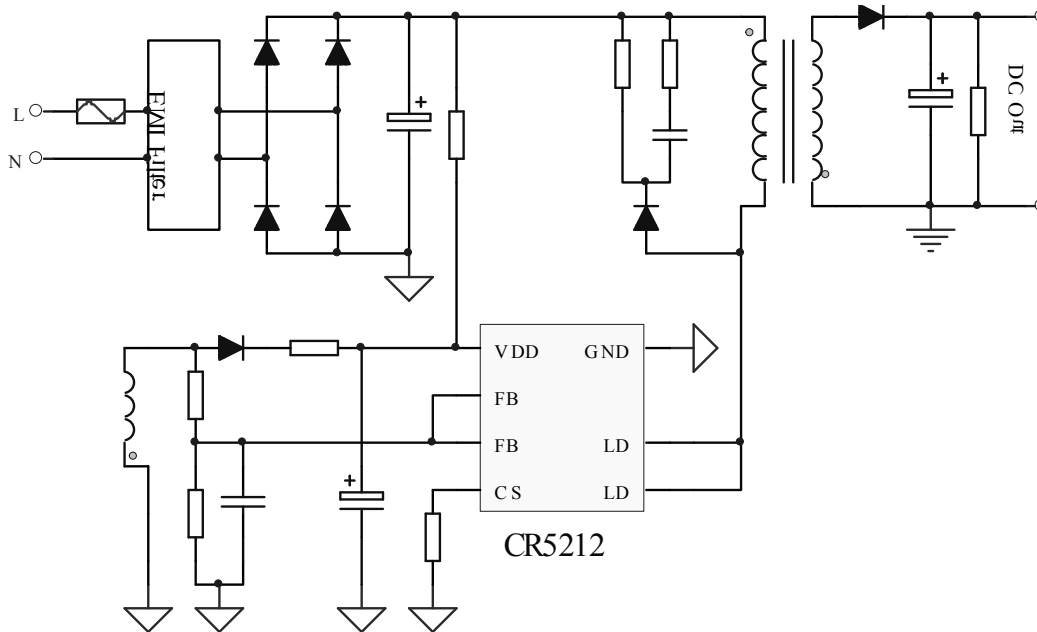 L
N
EMI Filter
DC Out
VDD
GND
FB
FB
LD
CS
LD
CR5212